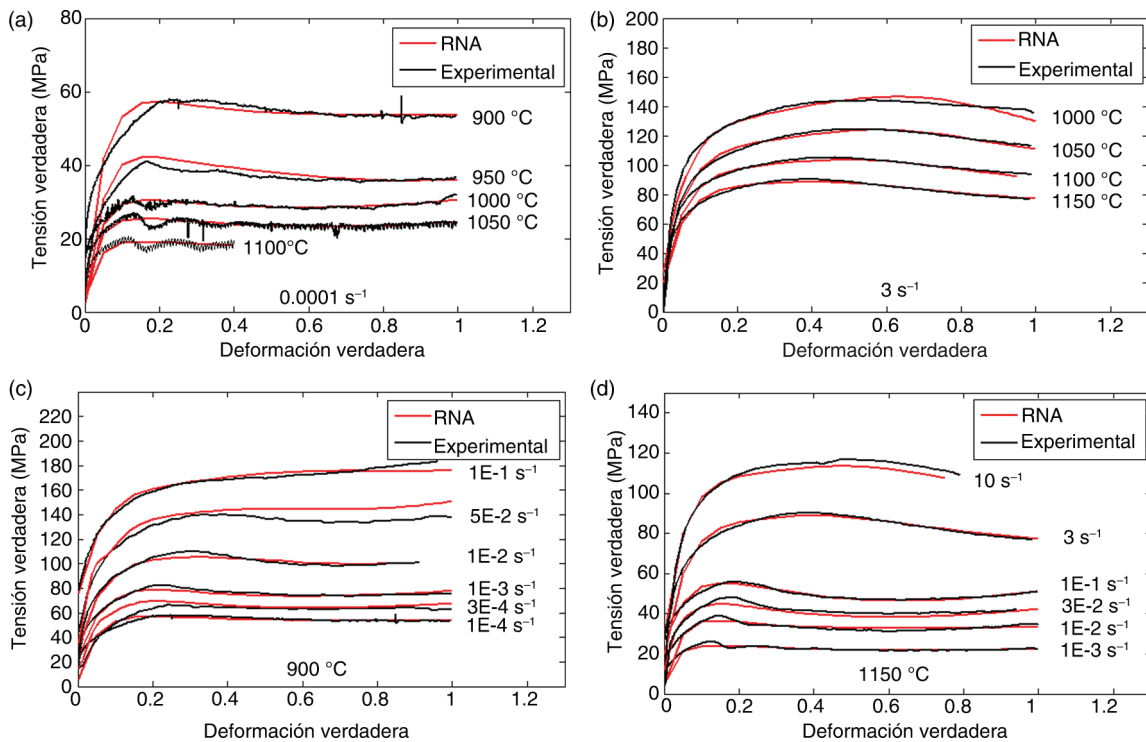 (a)
80
60
40
20
0
Tensión verdadera (MPa)
RNA
Experimental
900 °C
950 °C
1000 °C
1050 °C
1100°C
0.0001 s⁻¹
0 0.2 0.4 0.6 0.8 1 1.2
Deformación verdadera
(b)
200
180
160
140
120
100
80
60
40
20
0
Tensión verdadera (MPa)
RNA
Experimental
1000 °C
1050 °C
1100 °C
1150 °C
3 s⁻¹
0 0.2 0.4 0.6 0.8 1 1.2
Deformación verdadera
(c)
220
200
180
160
140
120
100
80
60
40
20
0
Tensión verdadera (MPa)
RNA
Experimental
1E-1 s⁻¹
5E-2 s⁻¹
1E-2 s⁻¹
1E-3 s⁻¹
3E-4 s⁻¹
1E-4 s⁻¹
900 °C
0 0.2 0.4 0.6 0.8 1
Deformación verdadera
(d)
140
120
100
80
60
40
20
0
Tensión verdadera (MPa)
RNA
Experimental
10 s⁻¹
3 s⁻¹
1E-1 s⁻¹
3E-2 s⁻¹
1E-2 s⁻¹
1E-3 s⁻¹
1150 °C
0 0.2 0.4 0.6 0.8 1 1.2
Deformación verdadera